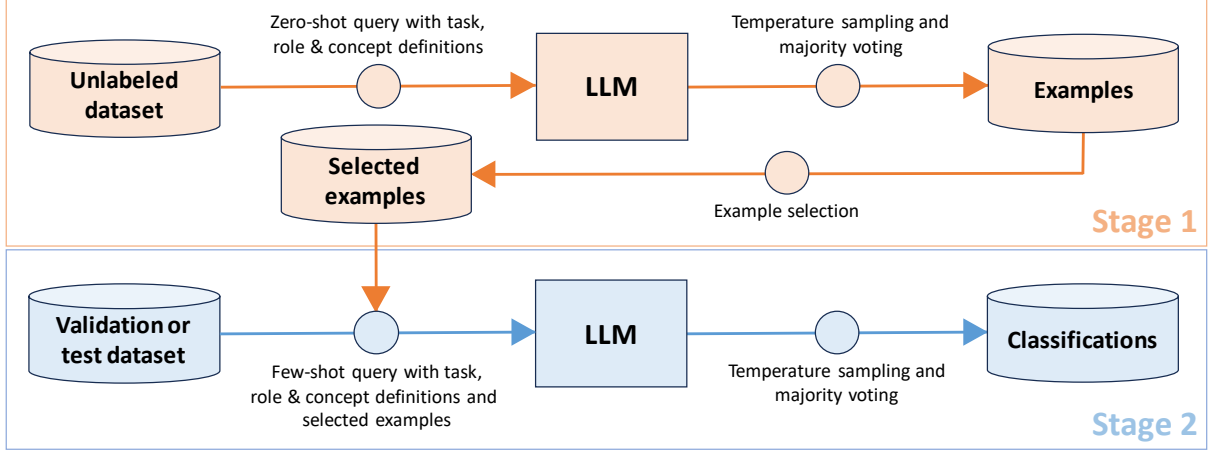 Zero-shot query with task,
role & concept definitions
Temperature sampling and
majority voting
Unlabeled
dataset
LLM
Examples
Selected
examples
Example selection
Stage 1
Validation or
test dataset
LLM
Classifications
Few-shot query with task,
role & concept definitions and
selected examples
Temperature sampling and
majority voting
Stage 2